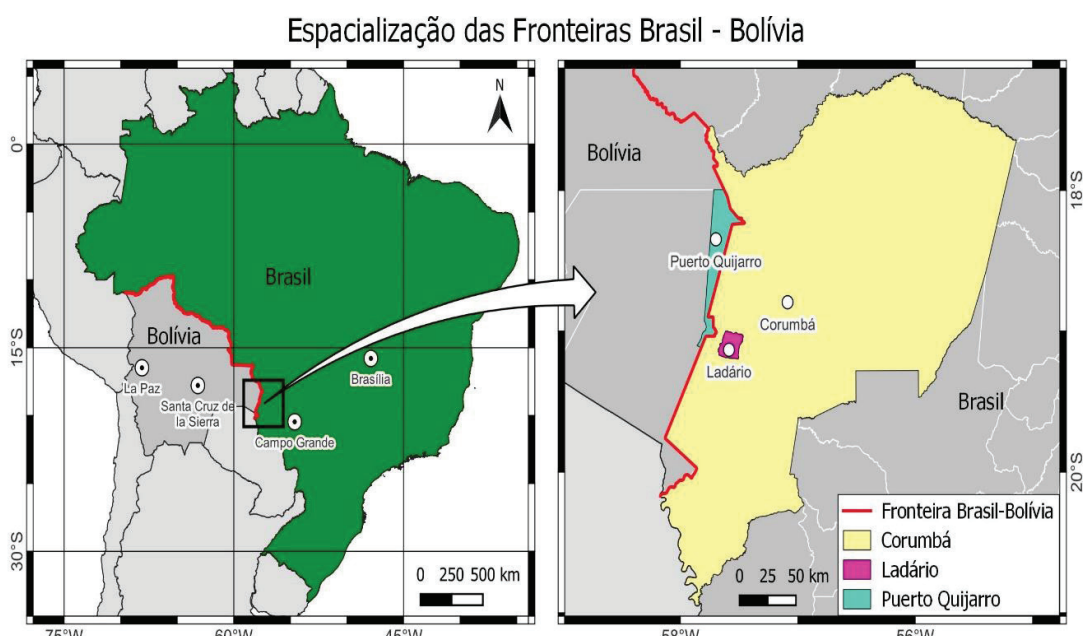 Espacialização das Fronteiras Brasil - Bolívia
N
0°
15°S
30°S
Brasil
Bolívia
La Paz
Santa Cruz de
la Sierra
Brasília
Campo Grande
0 250 500 km
75°W
60°W
45°W
Bolívia
18°S
20°S
Puerto Quijarro
Corumbá
Ladário
Brasil
Fronteira Brasil-Bolívia
Corumbá
Ladário
Puerto Quijarro
0 25 50 km
58°W
56°W